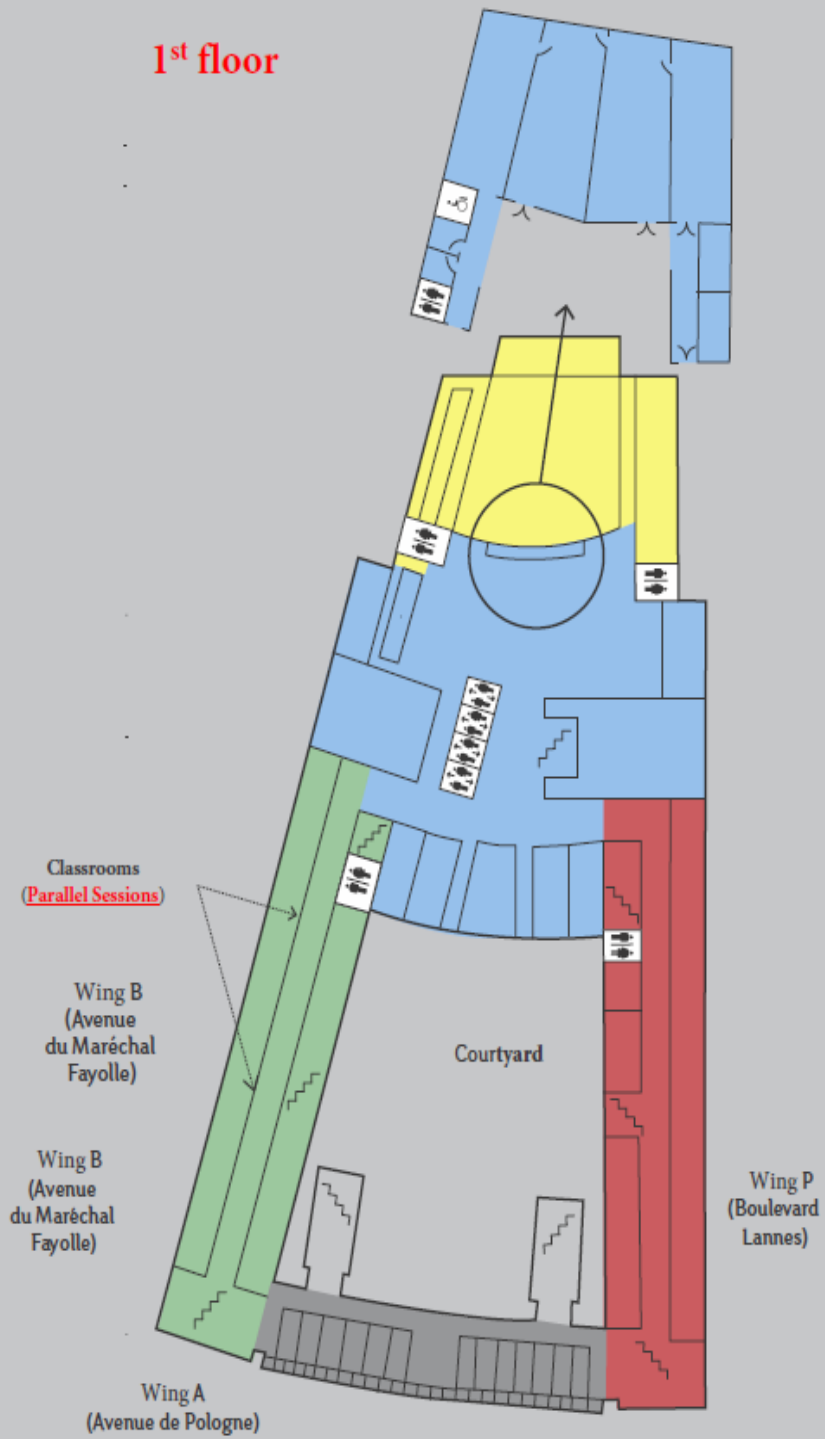 1st floor
Classrooms
(Parallel Sessions)
Wing B
(Avenue
du Maréchal
Fayolle)
Courtyard
Wing B
(Avenue
du Maréchal
Fayolle)
Wing P
(Boulevard
Lannes)
Wing A
(Avenue de Pologne)